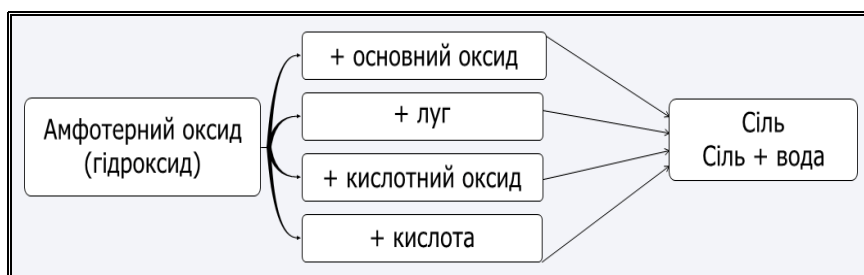 Амфотерний оксид
(гідроксид)
+ основний оксид
+ луг
+ кислотний оксид
+ кислота
Сіль
Сіль + вода